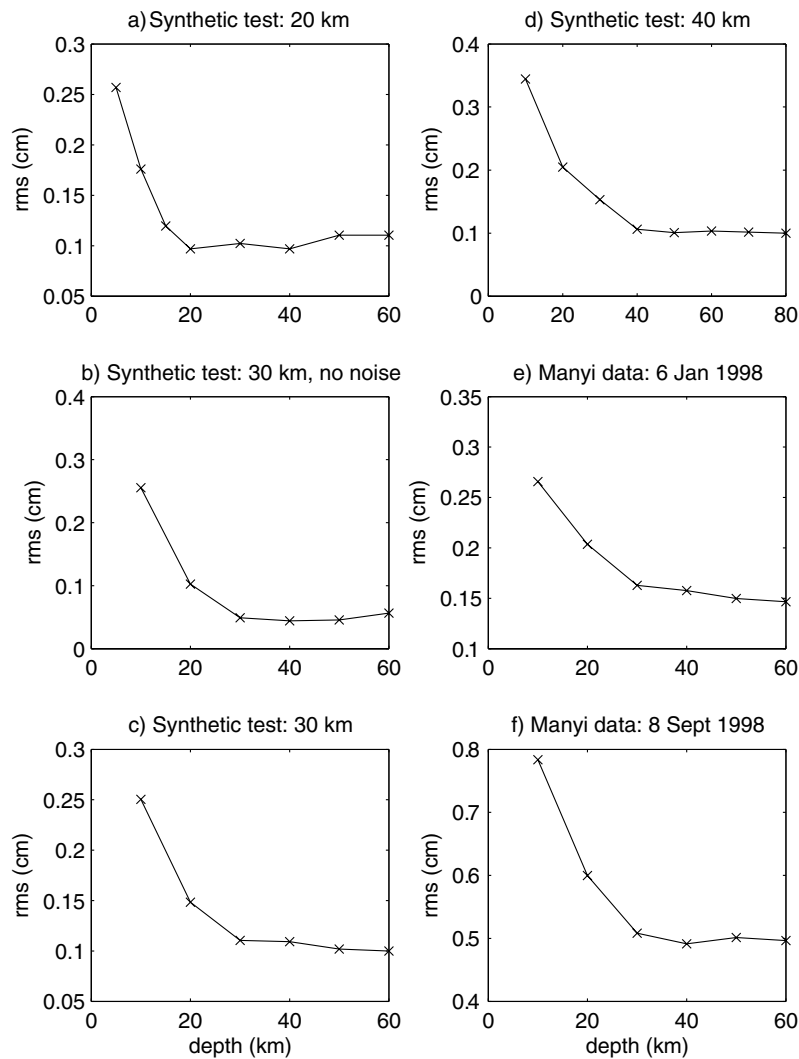 a) Synthetic test: 20 km
0.3
0.25
0.2
0.15
0.1
0.05
rms (cm)
0 20 40 60
d) Synthetic test: 40 km
0.4
0.3
0.2
0.1
0
rms (cm)
0 20 40 60 80
b) Synthetic test: 30 km, no noise
0.4
0.3
0.2
0.1
0
rms (cm)
0 20 40 60
e) Manyi data: 6 Jan 1998
0.35
0.3
0.25
0.2
0.15
0.1
rms (cm)
0 20 40 60
c) Synthetic test: 30 km
0.3
0.25
0.2
0.15
0.1
0.05
rms (cm)
0 20 40 60
depth (km)
f) Manyi data: 8 Sept 1998
0.8
0.7
0.6
0.5
0.4
rms (cm)
0 20 40 60
depth (km)